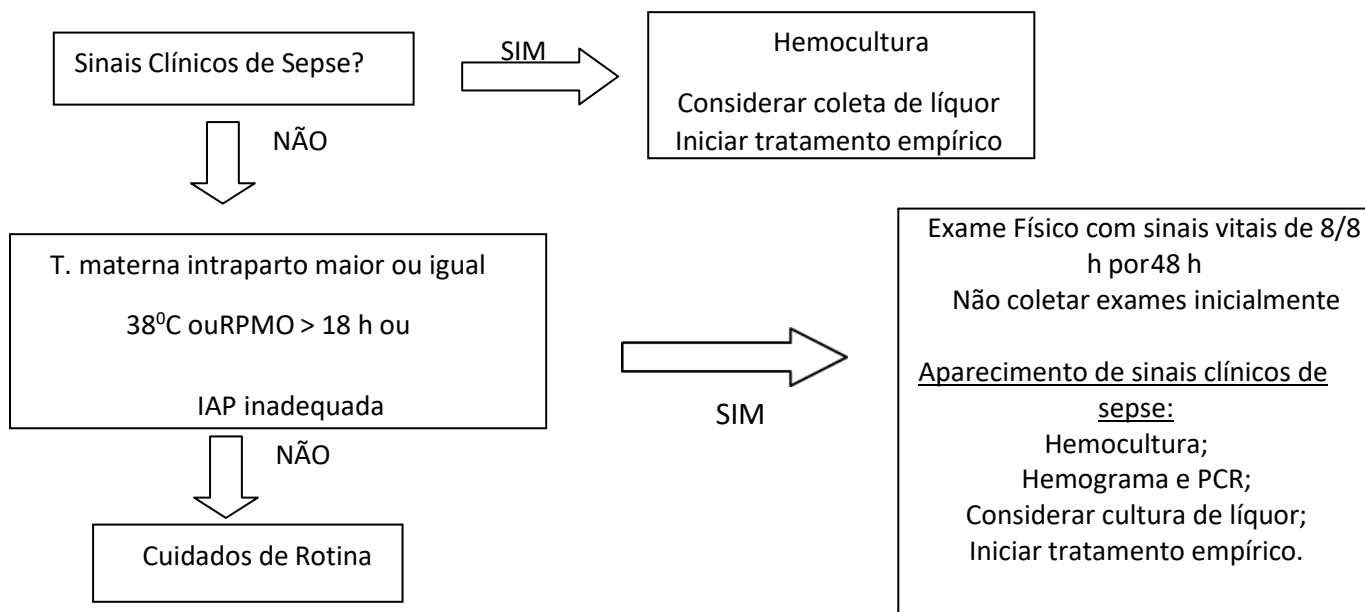 Sinais Clínicos de Sepse?
SIM
Hemocultura
Considerar coleta de líquor
Iniciar tratamento empírico
NÃO
T. materna intraparto maior ou igual
38⁰C ouRPMO > 18 h ou
IAP inadequada
SIM
Exame Físico com sinais vitais de 8/8
h por48 h
Não coletar exames inicialmente
Aparecimento de sinais clínicos de
sepse:
Hemocultura;
Hemograma e PCR;
Considerar cultura de líquor;
Iniciar tratamento empírico.
NÃO
Cuidados de Rotina